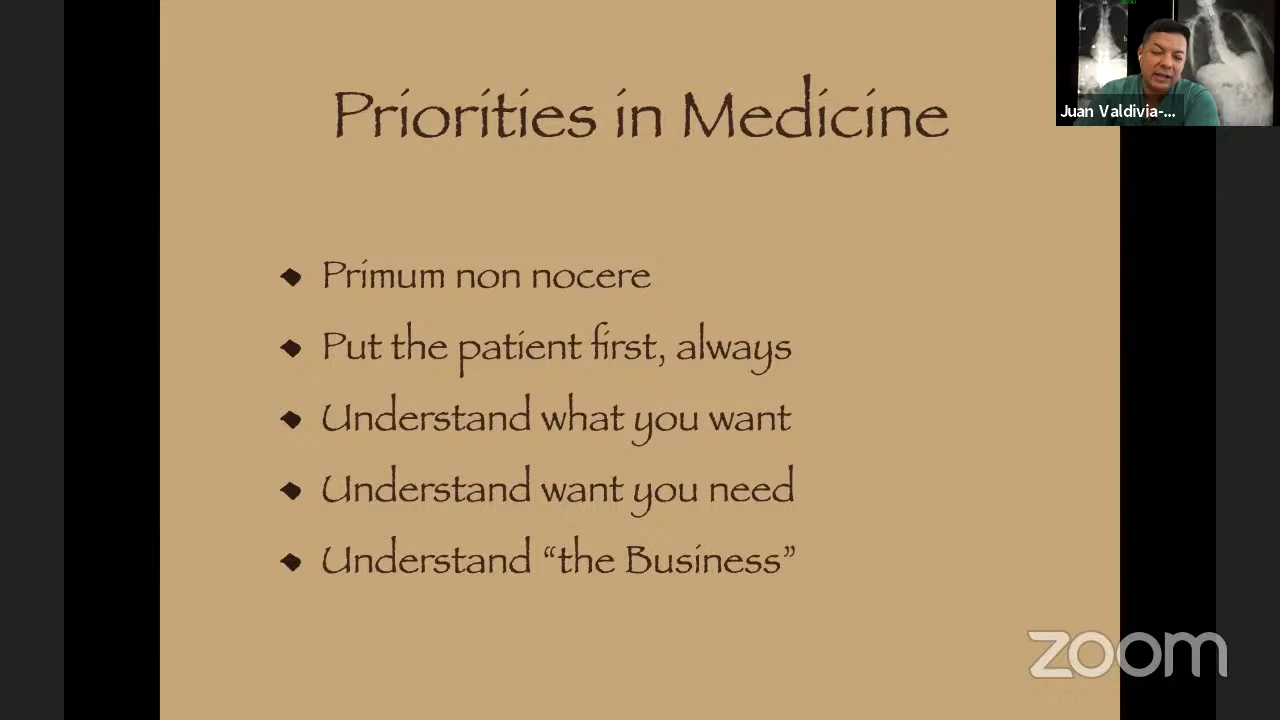 Priorities in Medicine
Primum non nocere
Put the patient first, always
Understand what you want
Understand want you need
Understand “the Business”
Juan Valdivia-...
zoom